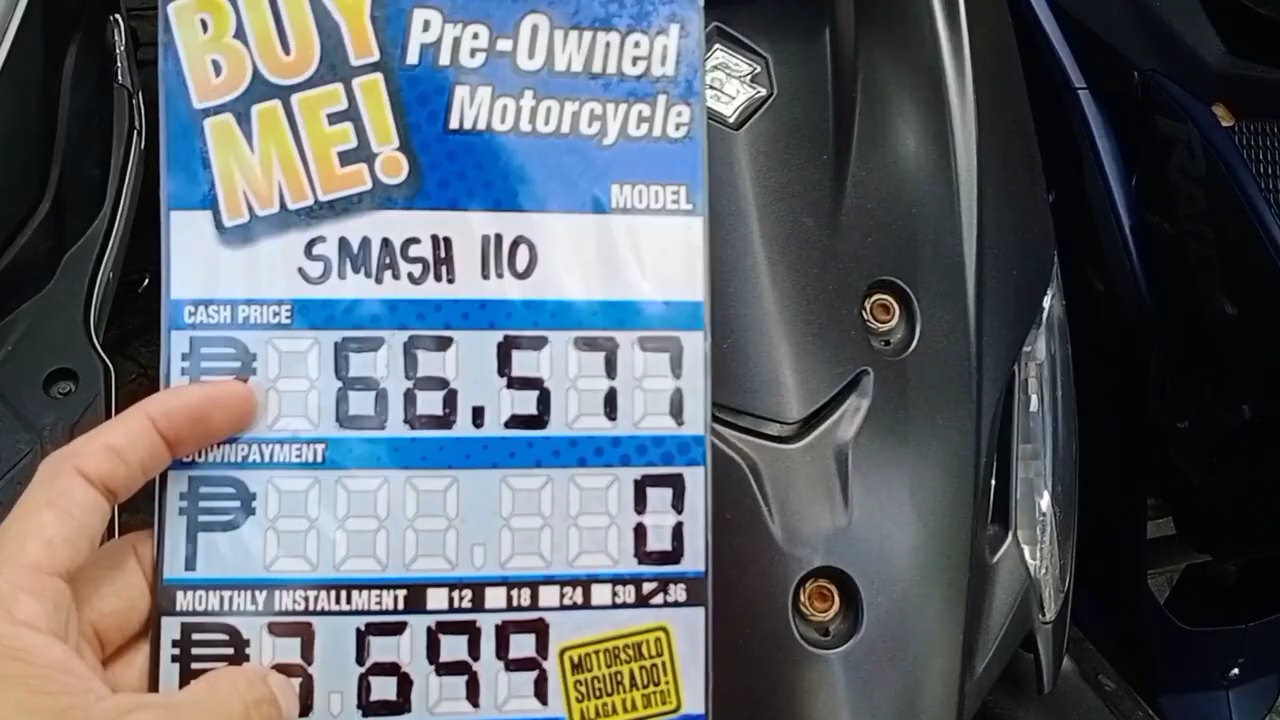 BUY
ME!
Pre-Owned
Motorcycle
MODEL
SMASH 110
CASH PRICE
₱ 66.577
DOWNPAYMENT
₱ 0
MONTHLY INSTALLMENT 12 18 24 30 36
₱
MOTORSIKLO
SIGURADO!
ALAGA KA DITO!